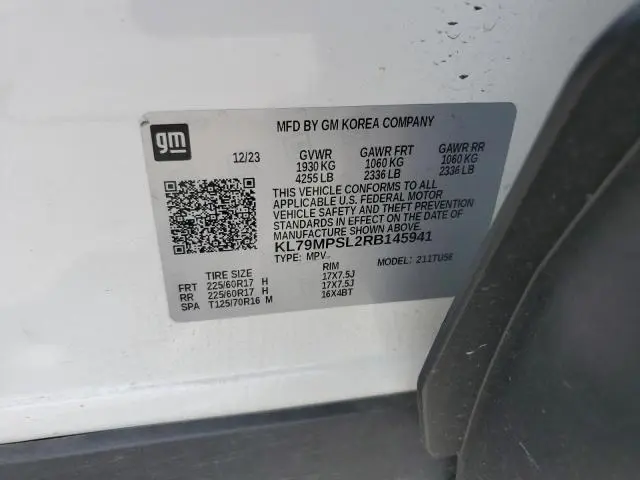 gm
MFD BY GM KOREA COMPANY
12/23 GVWR GAWR FRT GAWR RR
1930 KG 1060 KG 1060 KG
4255 LB 2336 LB 2336 LB
THIS VEHICLE CONFORMS TO ALL
APPLICABLE U.S. FEDERAL MOTOR
VEHICLE SAFETY AND THEFT PREVENTION
STANDARDS IN EFFECT ON THE DATE OF
MANUFACTURE SHOWN ABOVE.
KL79MPSL2RB145941
TYPE: MPV MODEL:
TIRE SIZE RIM
FRT 225/60R17 H 17X7.5J
RR 225/60R17 H 17X7.5J
SPA T125/70R16 M 16X4BT